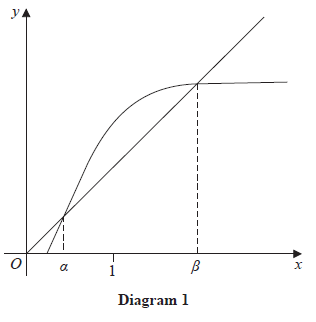 y
O α 1 β x
Diagram 1